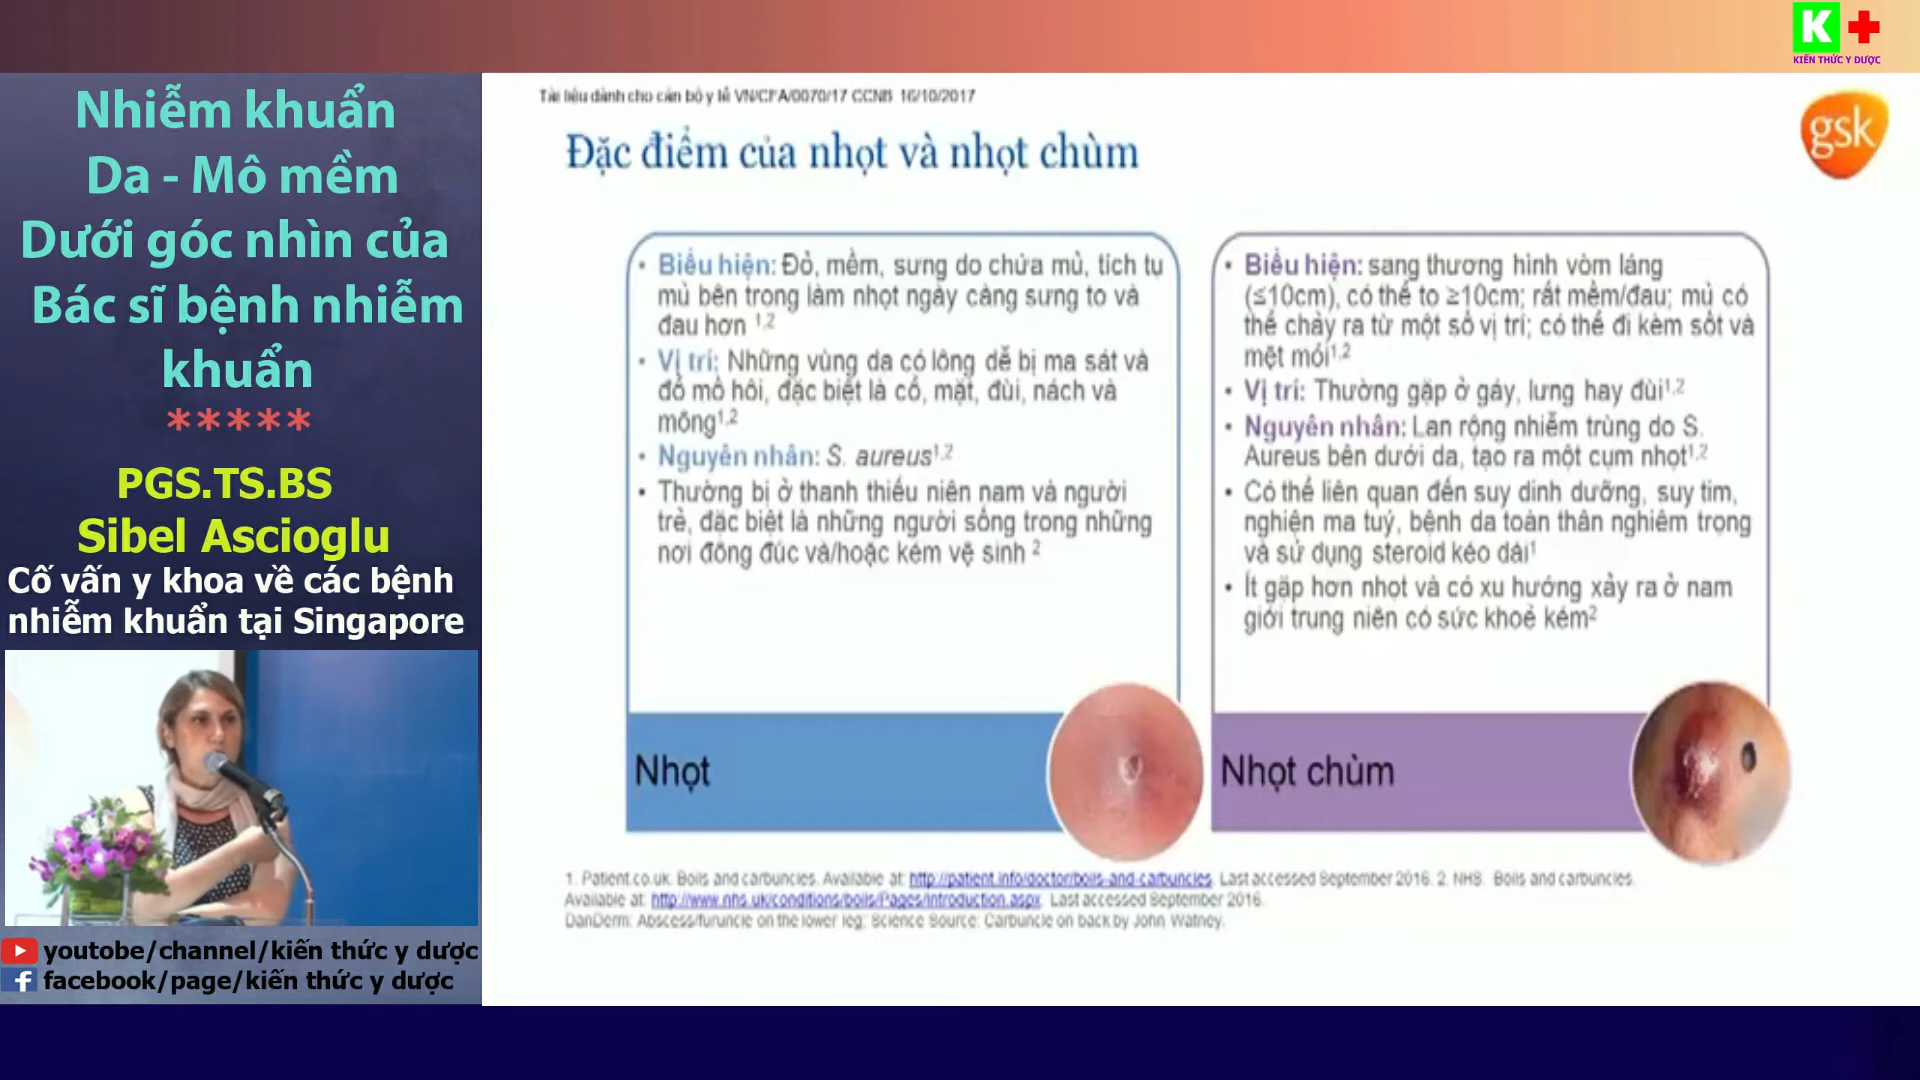 K
KIẾN THỨC Y DƯỢC
Nhiễm khuẩn
Da - Mô mềm
Dưới góc nhìn của
Bác sĩ bệnh nhiễm
khuẩn
*****
PGS.TS.BS
Sibel Ascioglu
Cố vấn y khoa về các bệnh
nhiễm khuẩn tại Singapore
youtobe/channel/kiến thức y dược
facebook/page/kiến thức y dược
Tài liệu dành cho cán bộ y tế VN/CFA/0070/17 CCNB 16/10/2017
gsk
Đặc điểm của nhọt và nhọt chùm
• Biểu hiện: Đỏ, mềm, sưng do chứa mủ, tích tụ
mủ bên trong làm nhọt ngày càng sưng to và
đau hơn 1,2
• Vị trí: Những vùng da có lông dễ bị ma sát và
đổ mồ hôi, đặc biệt là cổ, mặt, đùi, nách và
mông1,2
• Nguyên nhân: S. aureus1,2
• Thường bị ở thanh thiếu niên nam và người
trẻ, đặc biệt là những người sống trong những
nơi đông đúc và/hoặc kém vệ sinh 2
Nhọt
• Biểu hiện: sang thương hình vòm láng
(≤10cm), có thể to ≥10cm; rất mềm/đau; mủ có
thể chảy ra từ một số vị trí; có thể đi kèm sốt và
mệt mỏi1,2
• Vị trí: Thường gặp ở gáy, lưng hay đùi1,2
• Nguyên nhân: Lan rộng nhiễm trùng do S.
Aureus bên dưới da, tạo ra một cụm nhọt1,2
• Có thể liên quan đến suy dinh dưỡng, suy tim,
nghiện ma tuý, bệnh da toàn thân nghiêm trọng
và sử dụng steroid kéo dài1
• Ít gặp hơn nhọt và có xu hướng xảy ra ở nam
giới trung niên có sức khoẻ kém2
Nhọt chùm
1. Patient.co.uk. Boils and carbuncles. Available at: http://patient.info/doctor/boils-and-carbuncles. Last accessed September 2016. 2. NHS. Boils and carbuncles.
Available at: http://www.nhs.uk/conditions/boils/Pages/Introduction.aspx. Last accessed September 2016.
DanDerm: Abscess/furuncle on the lower leg; Science Source: Carbuncle on back by John Watney.